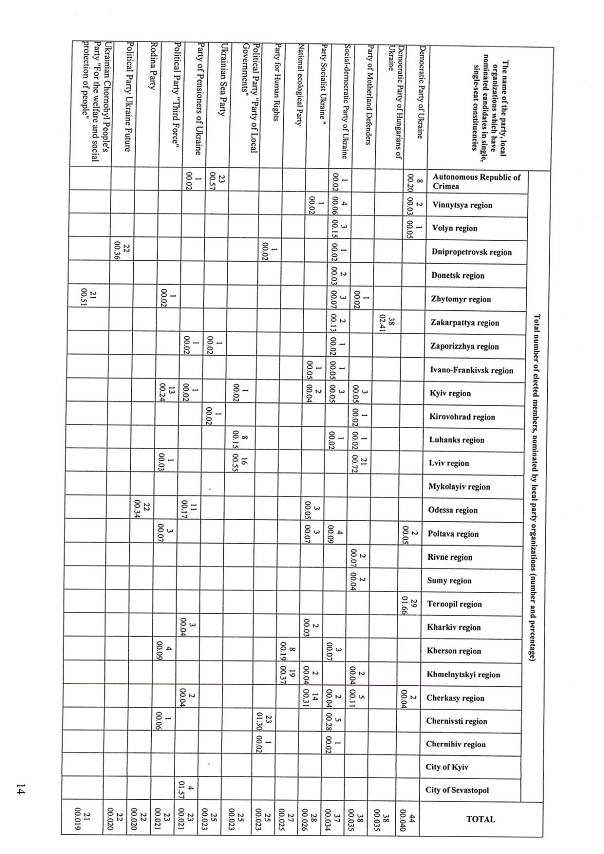 The name of the party, local
organizations which have
nominated candidates in single,
single-seat constituencies
Total number of elected members, nominated by local party organizations (number and percentage)
Autonomous Republic of
Crimea
Vinnytsya region
Volyn region
Dnipropetrovsk region
Donetsk region
Zhytomyr region
Zakarpattya region
Zaporizzhya region
Ivano-Frankivsk region
Kyiv region
Kirovohrad region
Luhanks region
Lviv region
Mykolayiv region
Odessa region
Poltava region
Rivne region
Sumy region
Ternopil region
Kharkiv region
Kherson region
Khmelnytskyi region
Cherkasy region
Chernivsti region
Chernihiv region
City of Kyiv
City of Sevastopol
TOTAL
Democratic Party of Ukraine
8 2 1 2 29 2 44
00.20 00.03 00.05 00.05 01.66 00.04 00.040
Democratic Party of Hungarians of
Ukraine
38 38
02.41 00.035
Party of Motherland Defenders
1 3 1 1 21 2 2 2 5 38
00.02 00.05 00.02 00.02 00.72 00.07 00.04 00.04 00.11 00.035
Social-democratic Party of Ukraine
1 4 3 1 2 3 2 1 1 3 1 4 3 2 5 1 37
00.02 00.06 00.15 00.02 00.03 00.07 00.13 00.02 00.05 00.05 00.02 00.09 00.07 00.04 00.28 00.02 00.034
Party Socialist Ukraine "
1 1 2 3 3 2 2 14 28
00.02 00.05 00.04 00.05 00.07 00.03 00.04 00.31 00.026
National ecological Party
8 19 27
00.19 00.37 00.025
Party for Human Rights
1 23 1 25
00.02 01.30 00.02 00.023
Political Party "Party of Local
Governments"
1 8 16 25
00.02 00.15 00.55 00.023
Ukrainian Sea Party
23 1 1 25
00.57 00.02 00.02 00.023
Party of Pensioners of Ukraine
1 1 1 11 3 2 4 23
00.02 00.02 00.02 00.17 00.04 00.04 01.57 00.021
Political Party "Third Force"
1 13 1 3 4 1 23
00.02 00.24 00.03 00.07 00.09 00.06 00.021
Rodina Party
22 22
00.34 00.020
Political Party Ukraine Future
22 22
00.36 00.020
Ukrainian Chornobyl People's
Party "For the welfare and social
protection of people"
21 21
00.51 00.019
14